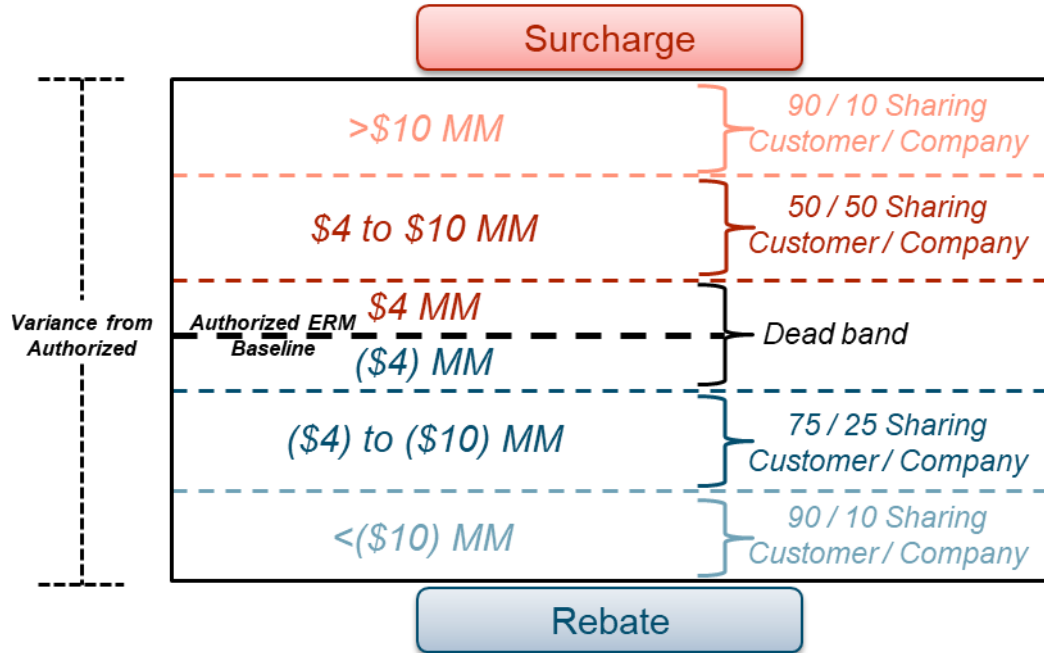 Surcharge
>$10 MM
90 / 10 Sharing
Customer / Company
$4 to $10 MM
50 / 50 Sharing
Customer / Company
$4 MM
Variance from
Authorized
Authorized ERM
Baseline
Dead band
($4) MM
($4) to ($10) MM
75 / 25 Sharing
Customer / Company
<($10) MM
90 / 10 Sharing
Customer / Company
Rebate